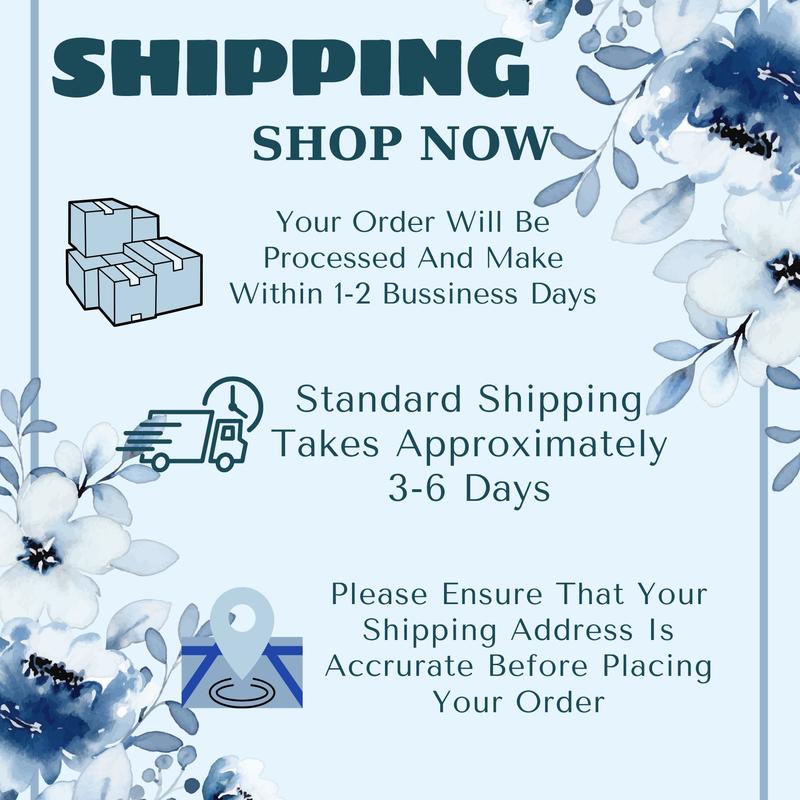 SHIPPING
SHOP NOW
Your Order Will Be
Processed And Make
Within 1-2 Bussiness Days
Standard Shipping
Takes Approximately
3-6 Days
Please Ensure That Your
Shipping Address Is
Accrurate Before Placing
Your Order